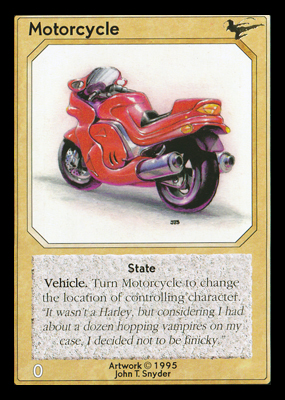 Motorcycle
State
Vehicle. Turn Motorcycle to change
the location of controlling character.
"It wasn't a Harley, but considering I had
about a dozen hopping vampires on my
case, I decided not to be finicky."
0
Artwork © 1995
John T. Snyder